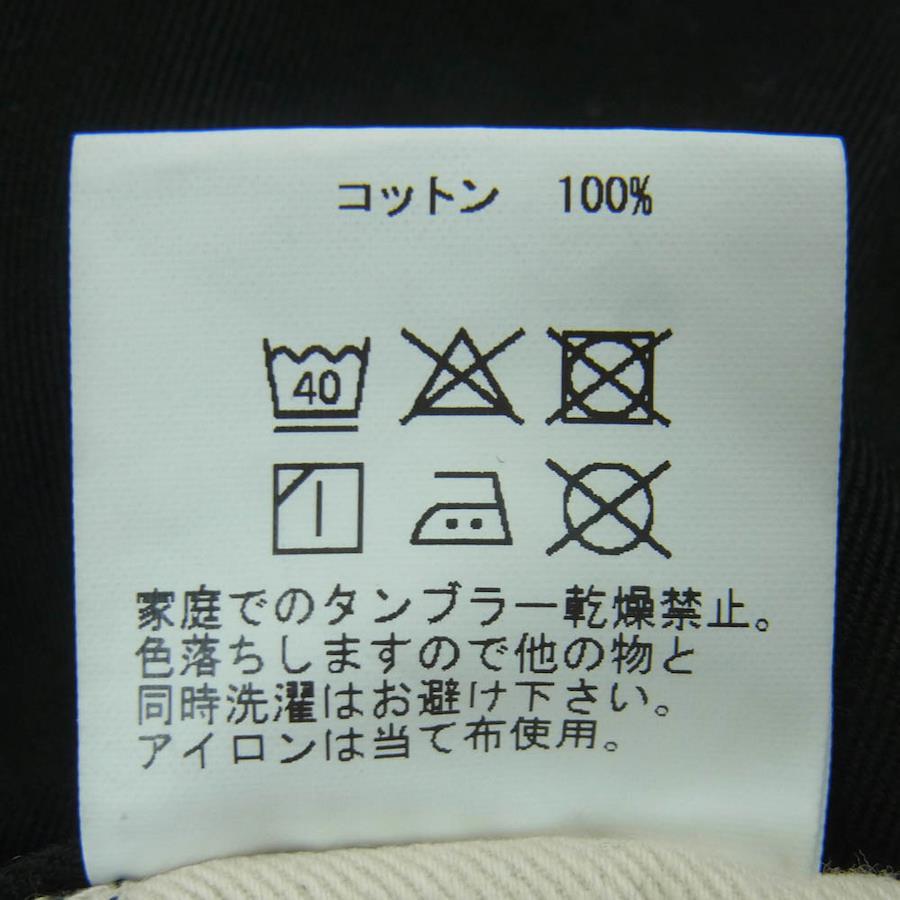 コットン 100%
40
家庭でのタンブラー乾燥禁止。
色落ちしますので他の物と
同時洗濯はお避け下さい。
アイロンは当て布使用。